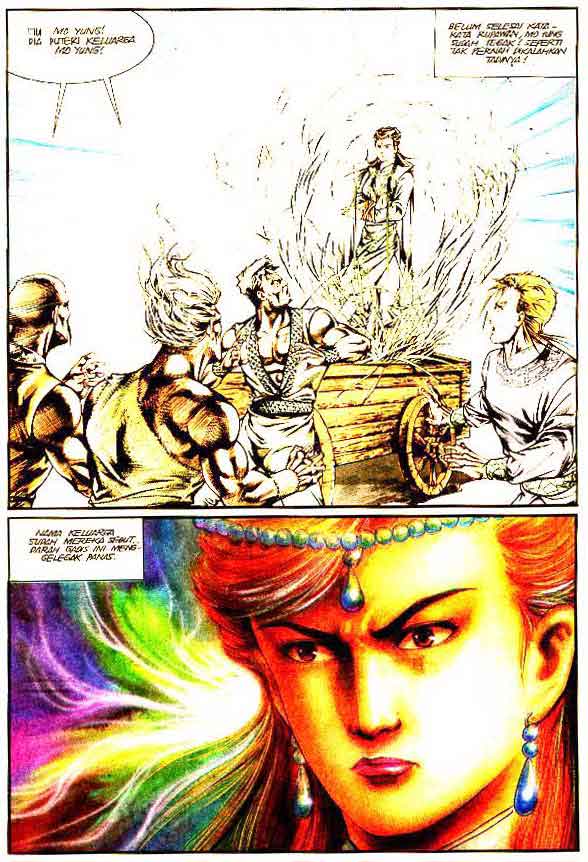 ITU MO YUNG!
DIA PUTERI KELUARGA
MO YUNG!
BELUM SELESAI KATA-
KATA RUPAWAN, MO YUNG
SUDAH TEGAK! SEPERTI
TAK PERNAH DIKALAHKAN
TADINYA!
NAMA KELUARGA
SUDAH MEREKA SEBUT.
DARAH GADIS INI MENG-
GELEGAK PANAS.